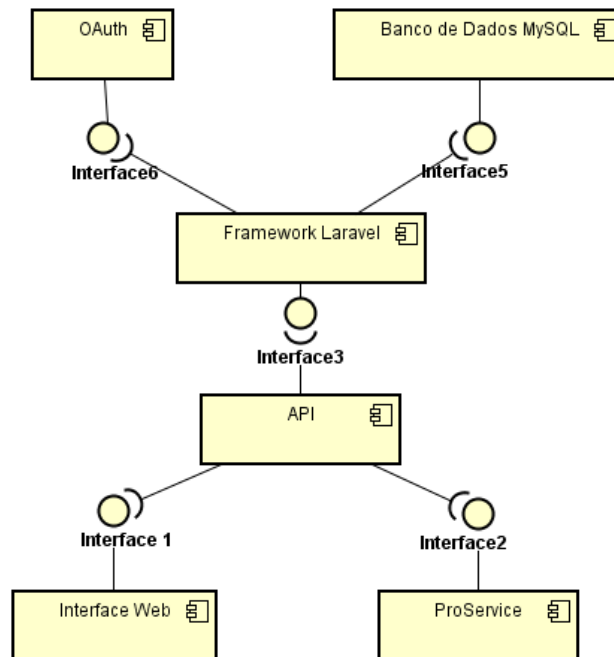 OAuth
Banco de Dados MySQL
Interface6
Interface5
Framework Laravel
Interface3
API
Interface 1
Interface2
Interface Web
ProService